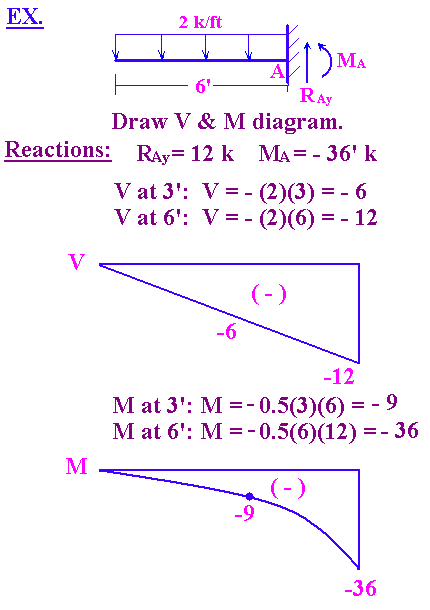 EX.
2 k/ft
A
MA
6'
RAy
Draw V & M diagram.
Reactions: RAy = 12 k MA = - 36' k
V at 3': V = - (2)(3) = - 6
V at 6': V = - (2)(6) = - 12
V
( - )
-6
-12
M at 3': M = - 0.5(3)(6) = - 9
M at 6': M = - 0.5(6)(12) = - 36
M
( - )
-9
-36